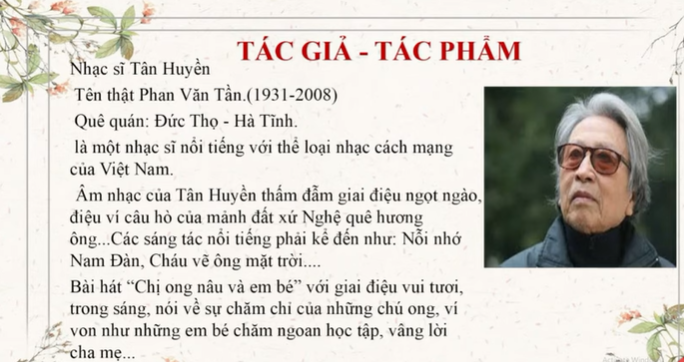 TÁC GIẢ - TÁC PHẨM
Nhạc sĩ Tân Huyền
Tên thật Phan Văn Tần.(1931-2008)
Quê quán: Đức Thọ - Hà Tĩnh.
là một nhạc sĩ nổi tiếng với thể loại nhạc cách mạng
của Việt Nam.
Âm nhạc của Tân Huyền thấm đẫm giai điệu ngọt ngào,
điệu ví câu hò của mảnh đất xứ Nghệ quê hương
ông...Các sáng tác nổi tiếng phải kể đến như: Nỗi nhớ
Nam Đàn, Cháu vẽ ông mặt trời....
Bài hát “Chị ong nâu và em bé” với giai điệu vui tươi,
trong sáng, nói về sự chăm chỉ của những chú ong, ví
von như những em bé chăm ngoan học tập, vâng lời
cha mẹ...